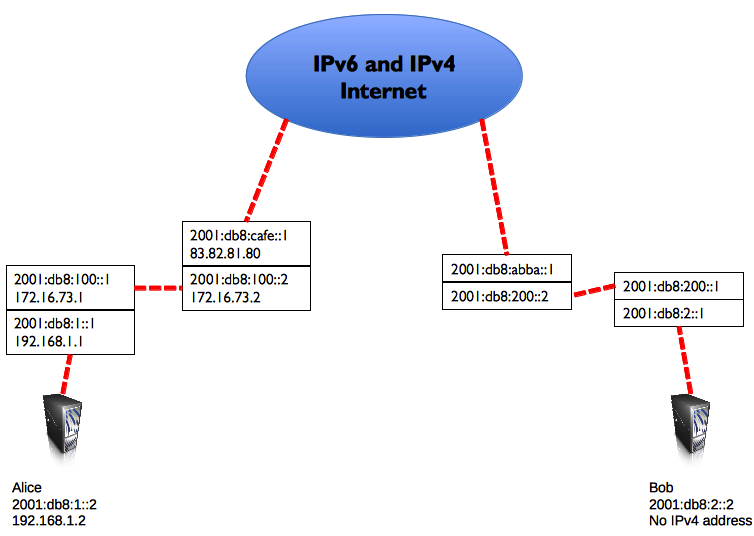 IPv6 and IPv4
Internet
2001:db8:cafe::1
83.82.81.80
2001:db8:100::2
172.16.73.2
2001:db8:100::1
172.16.73.1
2001:db8:1::1
192.168.1.1
2001:db8:abba::1
2001:db8:200::2
2001:db8:200::1
2001:db8:2::1
Alice
2001:db8:1::2
192.168.1.2
Bob
2001:db8:2::2
No IPv4 address